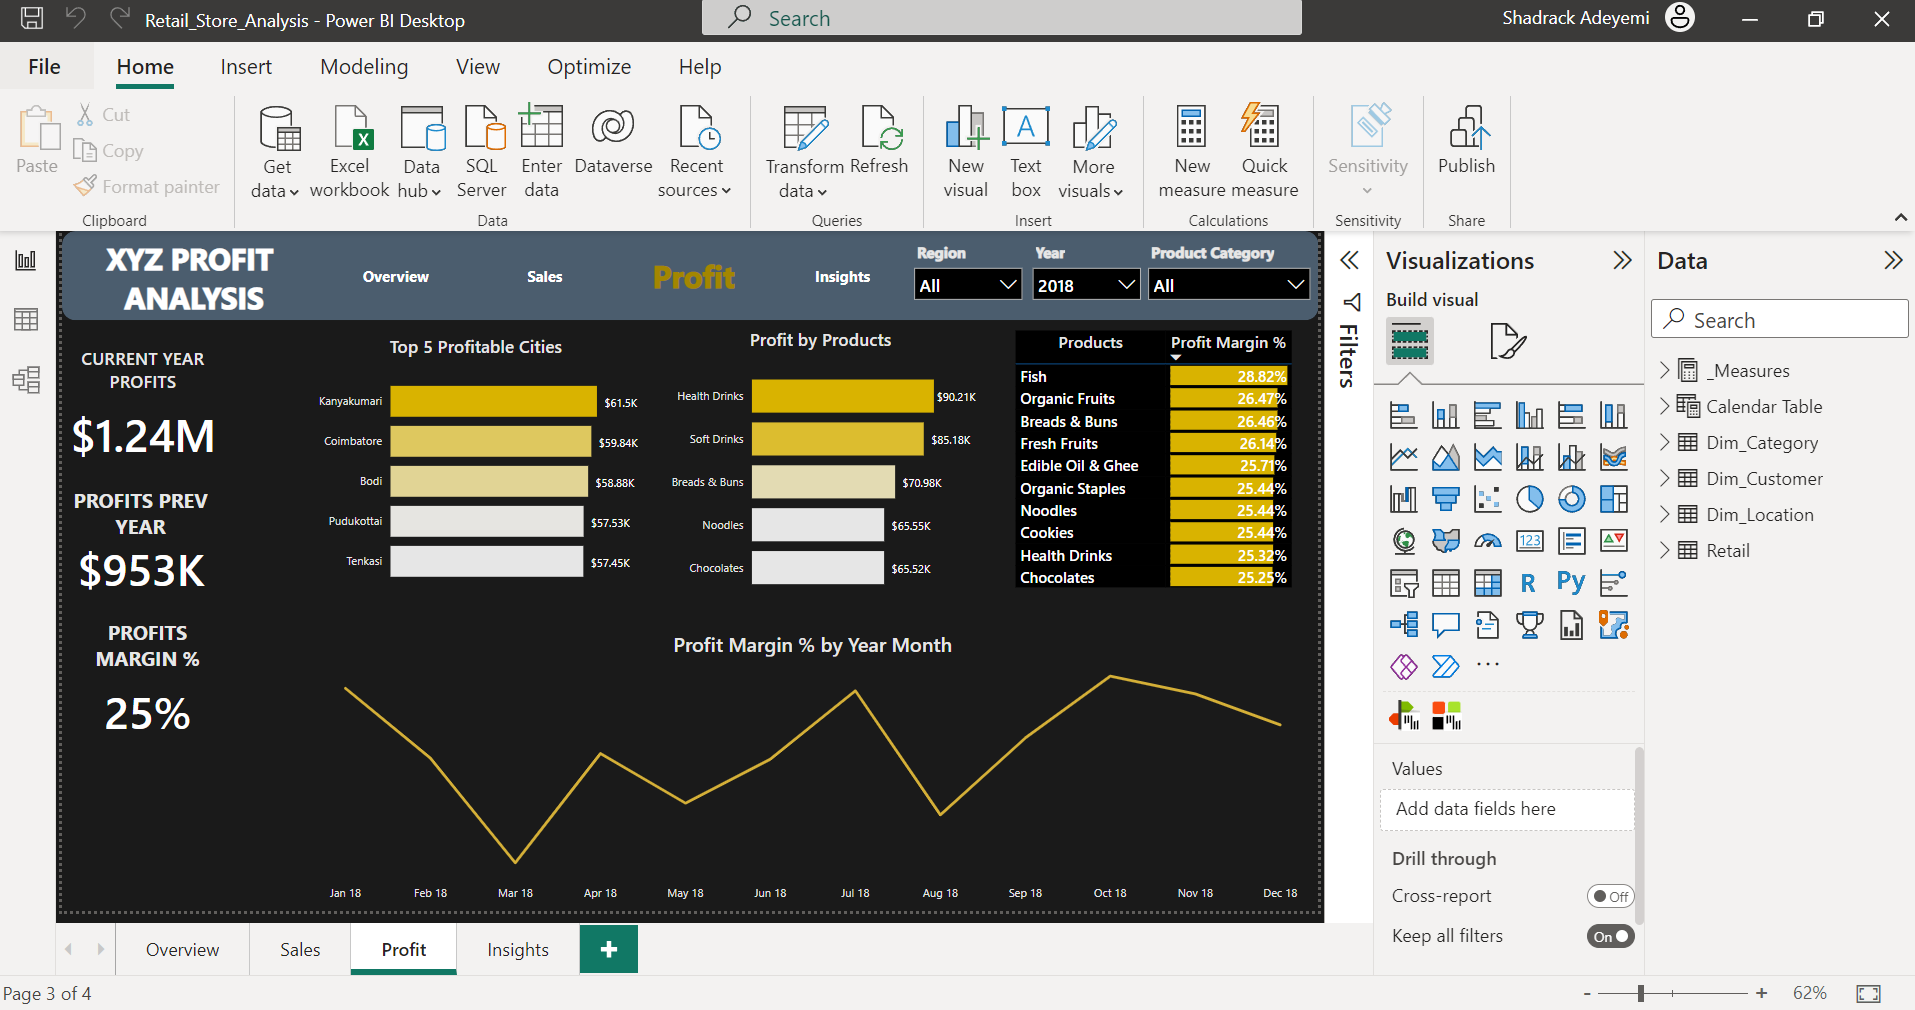 Retail_Store_Analysis - Power BI Desktop
Search
Shadrack Adeyemi
File
Home
Insert
Modeling
View
Optimize
Help
Paste
Cut
Copy
Format painter
Clipboard
Get
data
Excel
workbook
Data
hub
SQL
Server
Enter
data
Dataverse
Recent
sources
Data
Transform
data
Refresh
Queries
New
visual
Text
box
More
visuals
Insert
New
measure
Quick
measure
Calculations
Sensitivity
Sensitivity
Publish
Share
XYZ PROFIT
ANALYSIS
Overview
Sales
Profit
Insights
Region
All
Year
2018
Product Category
All
CURRENT YEAR
PROFITS
$1.24M
PROFITS PREV
YEAR
$953K
PROFITS
MARGIN %
25%
Top 5 Profitable Cities
Kanyakumari $61.5K
Coimbatore $59.84K
Bodi $58.88K
Pudukottai $57.53K
Tenkasi $57.45K
Profit by Products
Health Drinks $90.21K
Soft Drinks $85.18K
Breads & Buns $70.98K
Noodles $65.55K
Chocolates $65.52K
Products Profit Margin %
Fish 28.82%
Organic Fruits 26.47%
Breads & Buns 26.46%
Fresh Fruits 26.14%
Edible Oil & Ghee 25.71%
Organic Staples 25.44%
Noodles 25.44%
Cookies 25.44%
Health Drinks 25.32%
Chocolates 25.25%
Profit Margin % by Year Month
Jan 18 Feb 18 Mar 18 Apr 18 May 18 Jun 18 Jul 18 Aug 18 Sep 18 Oct 18 Nov 18 Dec 18
Filters
Visualizations
Build visual
123
R
Py
Values
Add data fields here
Drill through
Cross-report
Off
Keep all filters
On
Data
Search
_Measures
Calendar Table
Dim_Category
Dim_Customer
Dim_Location
Retail
Overview
Sales
Profit
Insights
+
Page 3 of 4
- + 62%